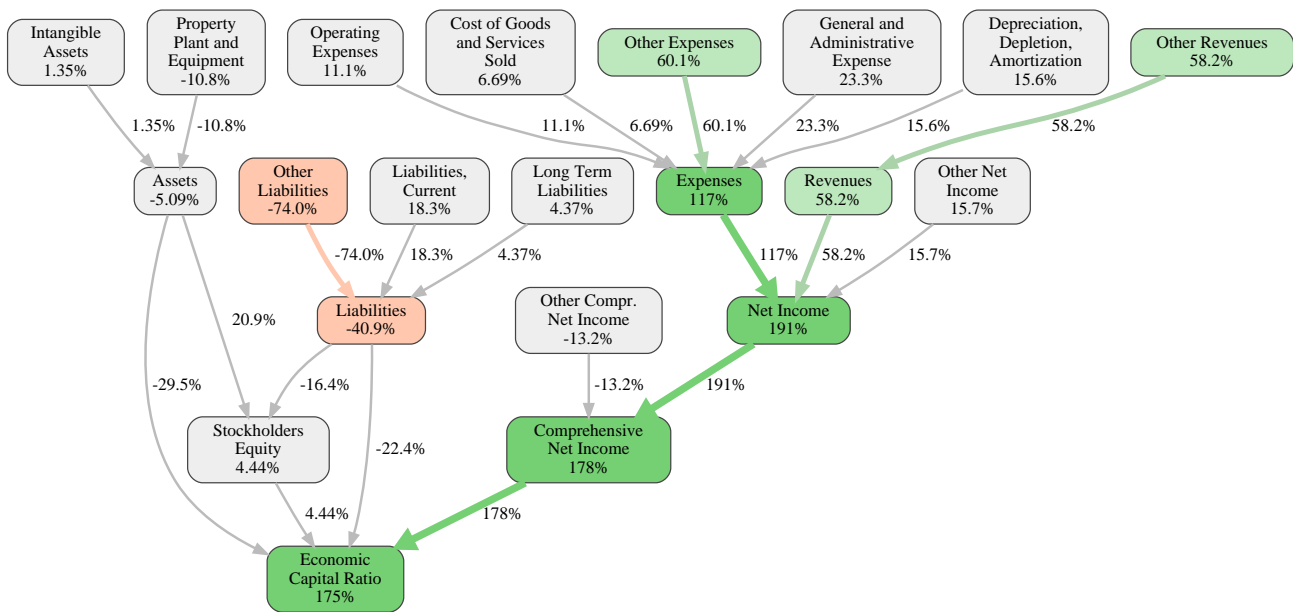 Intangible
Assets
1.35%
Property
Plant and
Equipment
-10.8%
Operating
Expenses
11.1%
Cost of Goods
and Services
Sold
6.69%
Other Expenses
60.1%
General and
Administrative
Expense
23.3%
Depreciation,
Depletion,
Amortization
15.6%
Other Revenues
58.2%
1.35%
-10.8%
11.1%
6.69%
60.1%
23.3%
15.6%
58.2%
Assets
-5.09%
Other
Liabilities
-74.0%
Liabilities,
Current
18.3%
Long Term
Liabilities
4.37%
Expenses
117%
Revenues
58.2%
Other Net
Income
15.7%
-74.0%
18.3%
4.37%
117%
58.2%
15.7%
20.9%
Liabilities
-40.9%
Other Compr.
Net Income
-13.2%
Net Income
191%
-29.5%
-16.4%
-13.2%
191%
Stockholders
Equity
4.44%
-22.4%
Comprehensive
Net Income
178%
4.44%
178%
Economic
Capital Ratio
175%